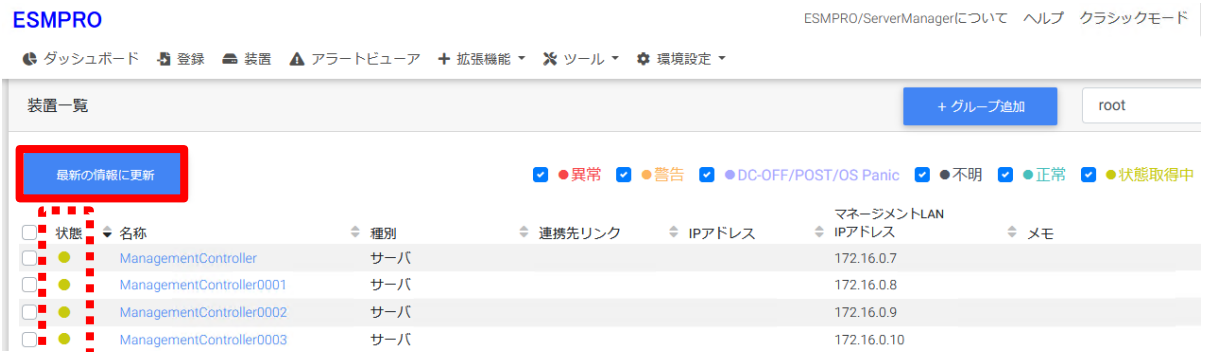 ESMPRO
ESMPRO/ServerManagerについて ヘルプ クラシックモード
ダッシュボード 登録 装置 アラートビューア 拡張機能 ツール 環境設定
装置一覧
+ グループ追加
root
最新の情報に更新
異常 警告 DC-OFF/POST/OS Panic 不明 正常 状態取得中
状態 名称 種別 連携先リンク IPアドレス マネージメントLAN
IPアドレス メモ
ManagementController サーバ 172.16.0.7
ManagementController0001 サーバ 172.16.0.8
ManagementController0002 サーバ 172.16.0.9
ManagementController0003 サーバ 172.16.0.10